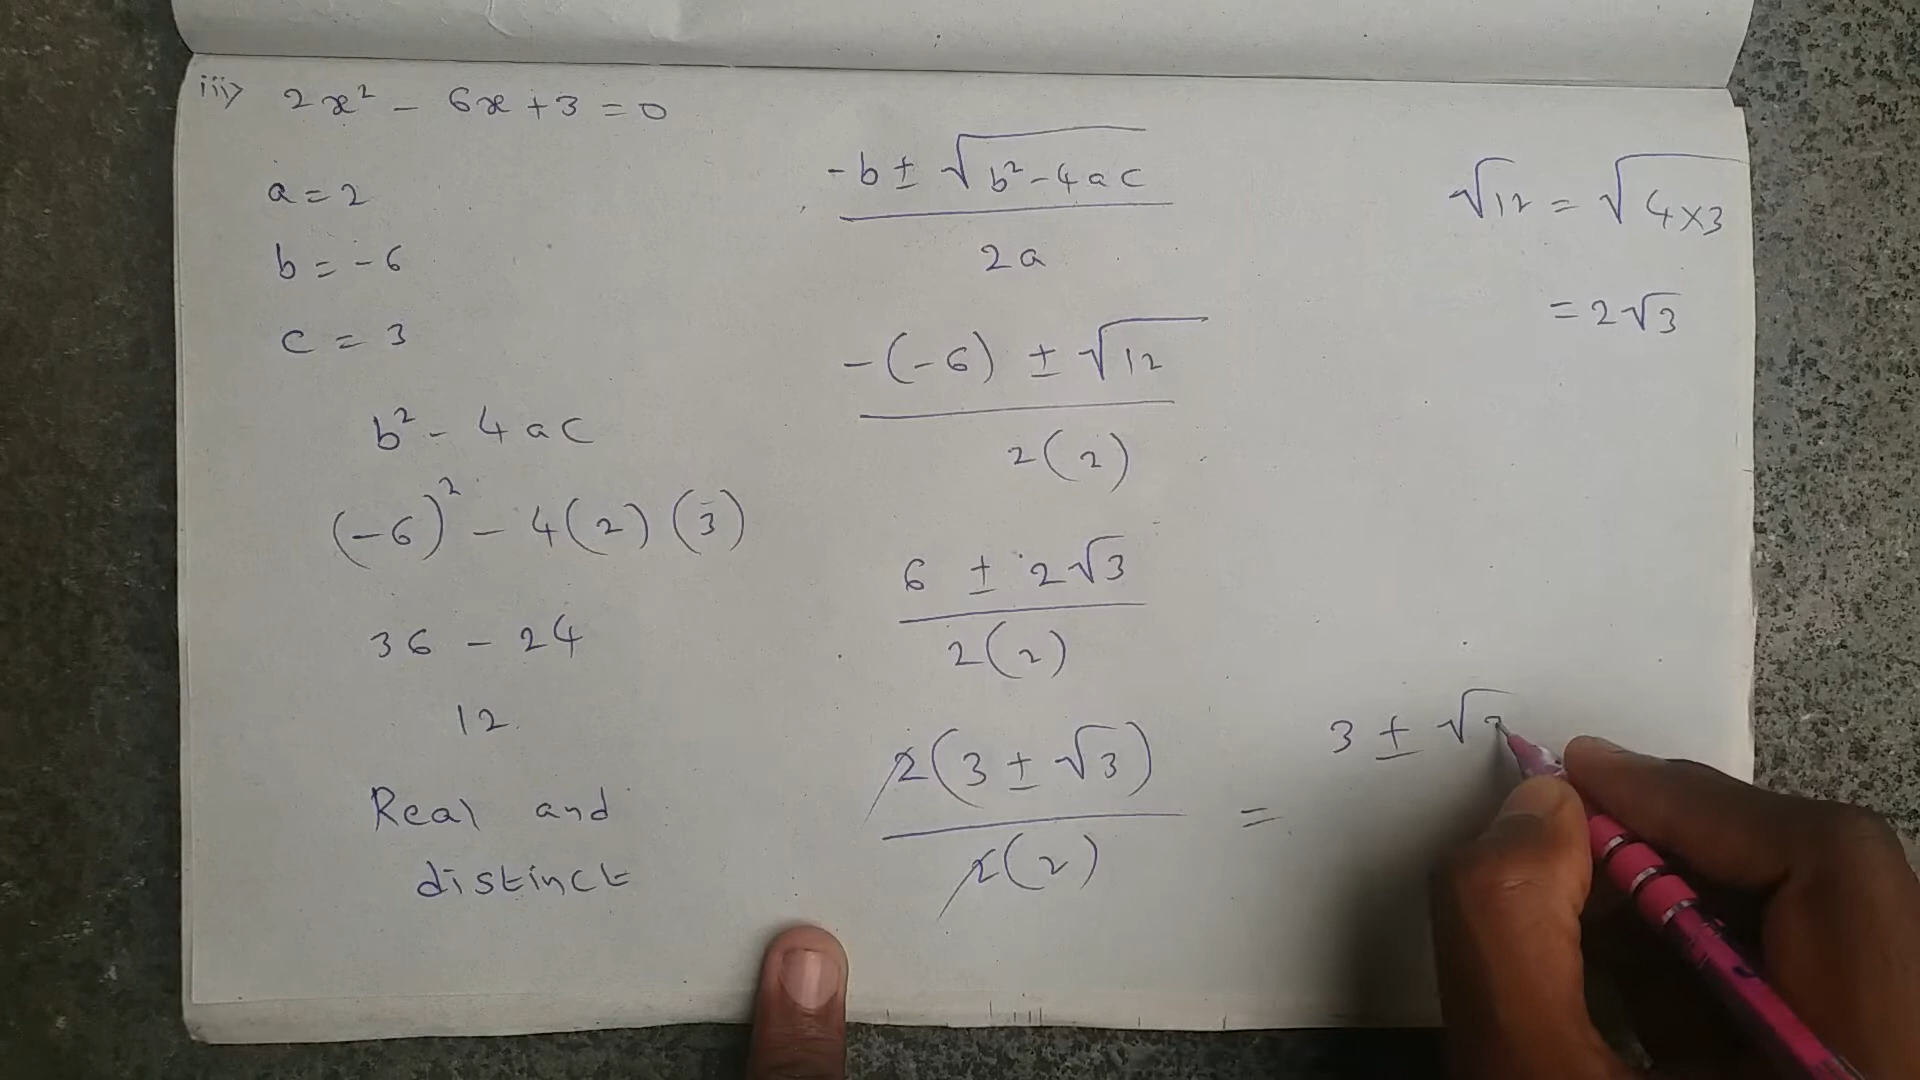 iii) 2x² - 6x + 3 = 0
a = 2
b = -6
c = 3
b² - 4ac
(-6)² - 4(2)(3)
36 - 24
12
Real and
distinct
-b ± √b²-4ac
2a
-(-6) ± √12
2(2)
6 ± 2√3
2(2)
2(3 ± √3)
2(2)
= 3 ± √3
√12 = √4×3
= 2√3